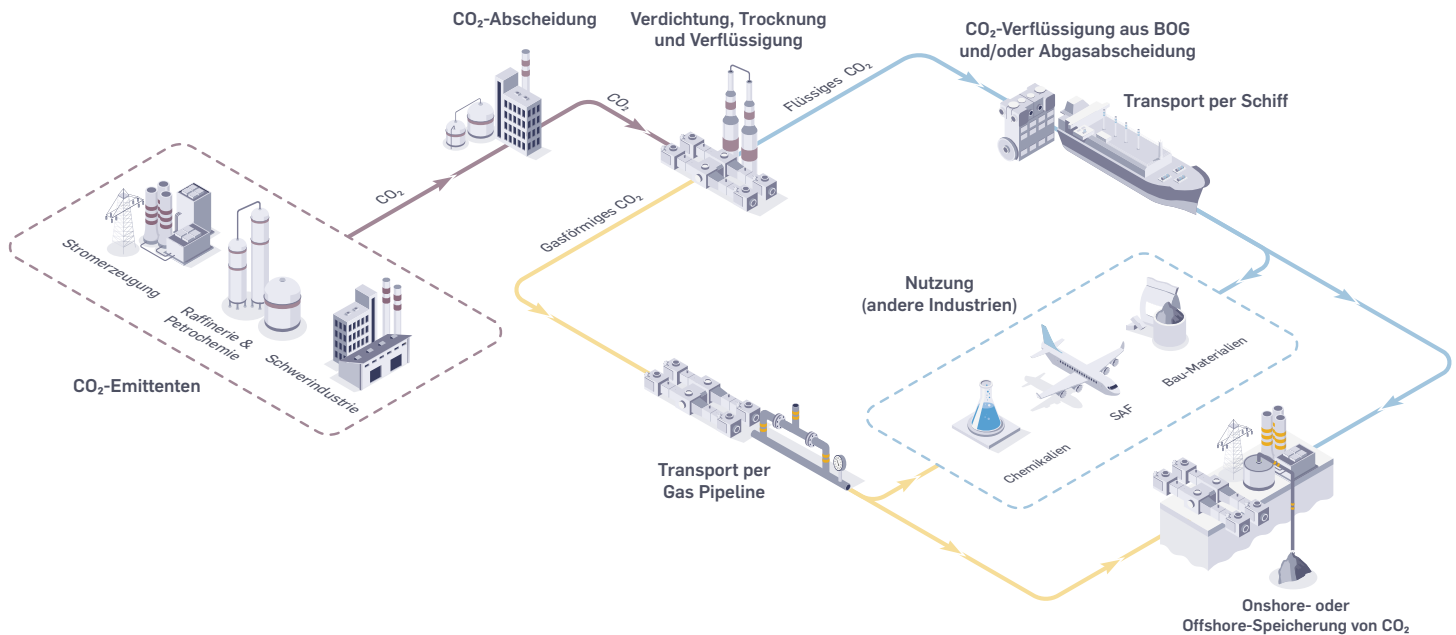 CO₂-Abscheidung
Verdichtung, Trocknung
und Verflüssigung
CO₂-Verflüssigung aus BOG
und/oder Abgasabscheidung
Transport per Schiff
CO₂
CO₂
Flüssiges CO₂
Gasförmiges CO₂
Stromerzeugung
Raffinerie &
Petrochemie
Schwerindustrie
CO₂-Emittenten
Nutzung
(andere Industrien)
Bau-Materialien
SAF
Chemikalien
Transport per
Gas Pipeline
Onshore- oder
Offshore-Speicherung von CO₂